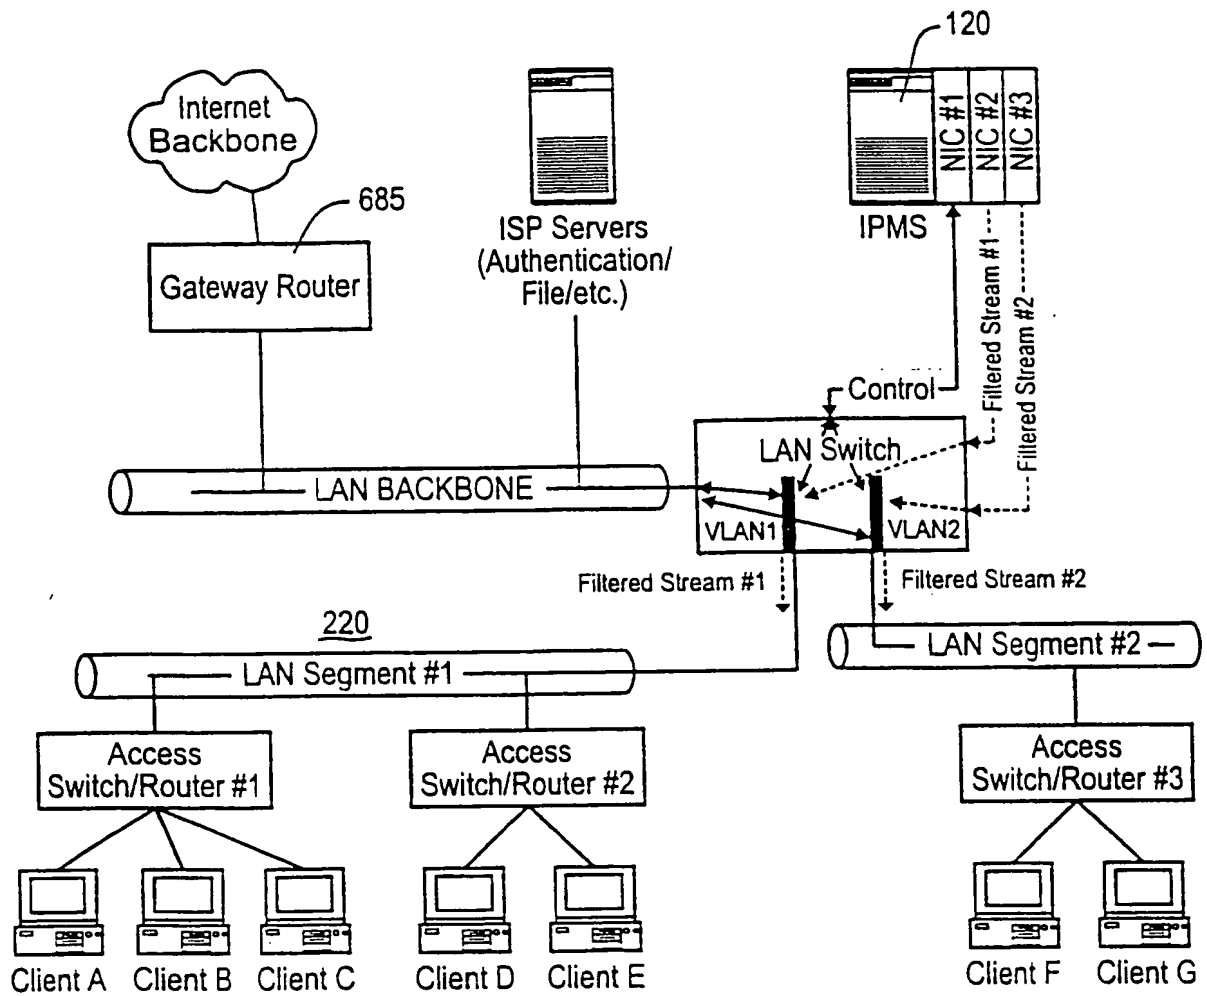 120
Internet
Backbone
685
Gateway Router
ISP Servers
(Authentication/
File/etc.)
NIC #1
NIC #2
NIC #3
IPMS
Filtered Stream #1
Filtered Stream #2
Control
LAN Switch
LAN BACKBONE
VLAN1
VLAN2
Filtered Stream #1
Filtered Stream #2
220
LAN Segment #1
LAN Segment #2
Access
Switch/Router #1
Access
Switch/Router #2
Access
Switch/Router #3
Client A
Client B
Client C
Client D
Client E
Client F
Client G